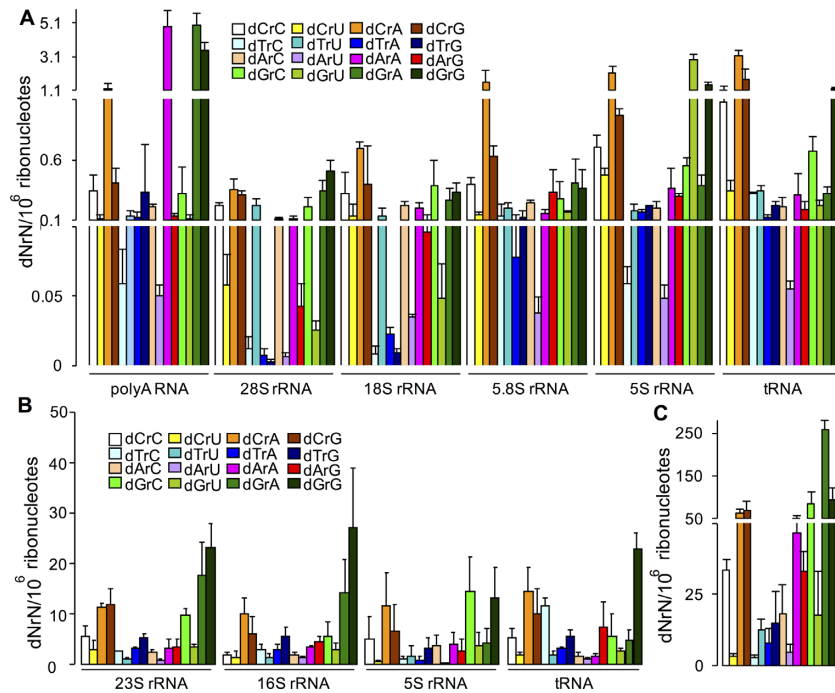 A
dNrN/10^6 ribonucleotes
5.1
3.1
1.1
0.6
0.1
0.05
0
dCrC dCrU dCrA dCrG
dTrC dTrU dTrA dTrG
dArC dArU dArA dArG
dGrC dGrU dGrA dGrG
polyA RNA 28S rRNA 18S rRNA 5.8S rRNA 5S rRNA tRNA
B
dNrN/10^6 ribonucleotes
50
40
30
20
10
0
dCrC dCrU dCrA dCrG
dTrC dTrU dTrA dTrG
dArC dArU dArA dArG
dGrC dGrU dGrA dGrG
23S rRNA 16S rRNA 5S rRNA tRNA
C
dNrN/10^6 ribonucleotes
250
150
50
25
0